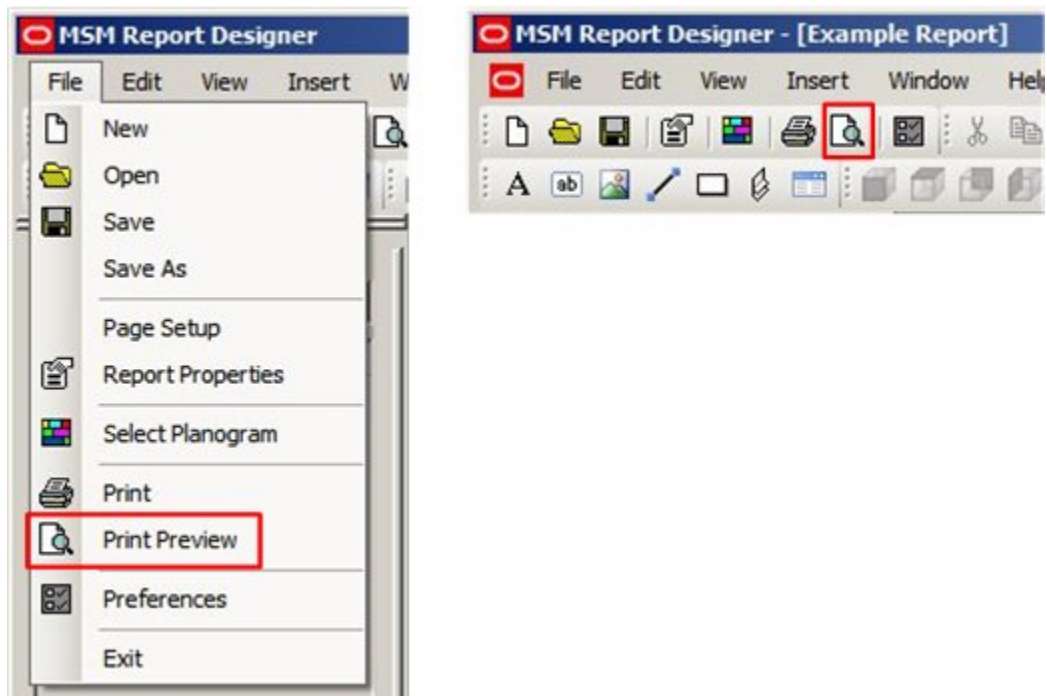 MSM Report Designer
File Edit View Insert W
New
Open
Save
Save As
Page Setup
Report Properties
Select Planogram
Print
Print Preview
Preferences
Exit
MSM Report Designer - [Example Report]
File Edit View Insert Window Help
A ab